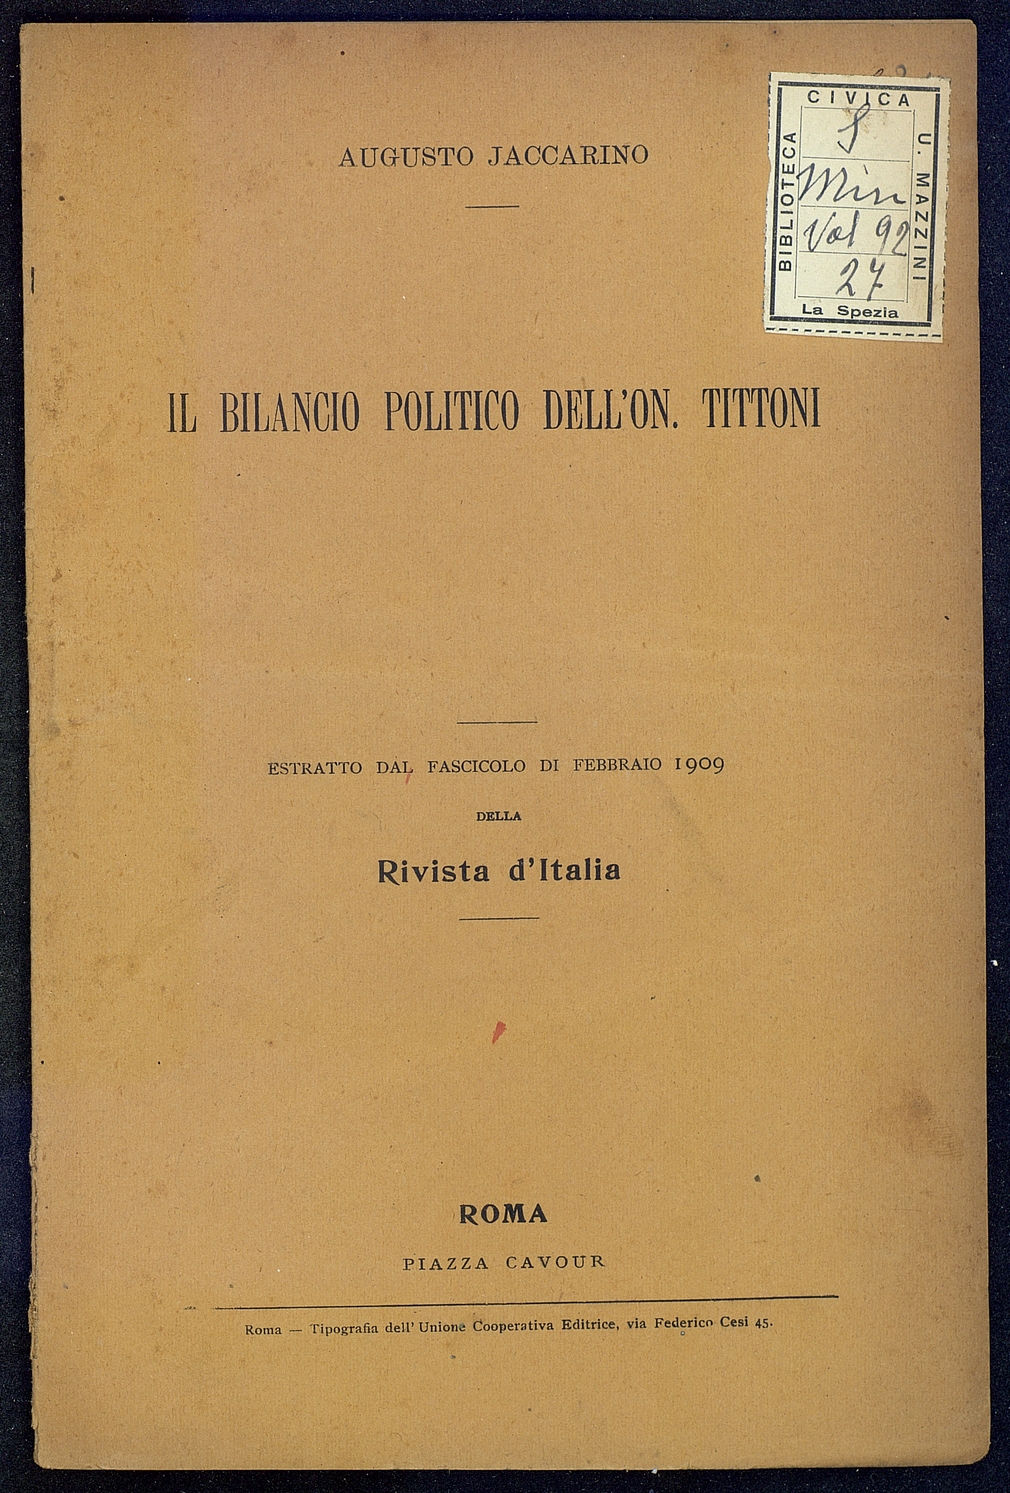 AUGUSTO JACCARINO
CIVICA
BIBLIOTECA
U. MAZZINI
S
Min
Vol 92
27
La Spezia
IL BILANCIO POLITICO DELL'ON. TITTONI
ESTRATTO DAL FASCICOLO DI FEBBRAIO 1909
DELLA
Rivista d'Italia
ROMA
PIAZZA CAVOUR
Roma — Tipografia dell' Unione Cooperativa Editrice, via Federico Cesi 45.